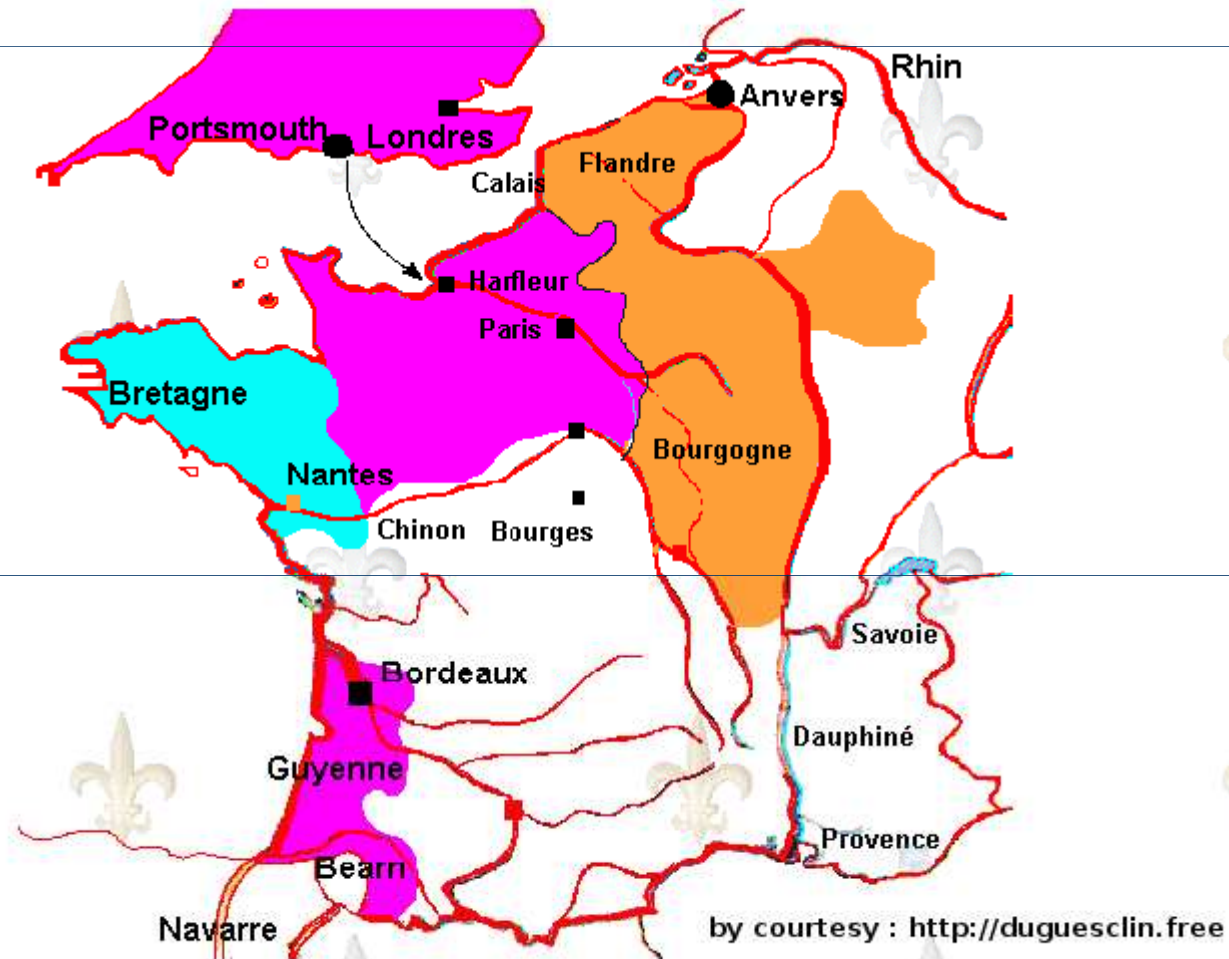 Rhin
Anvers
Portsmouth
Londres
Flandre
Calais
Harfleur
Paris
Bretagne
Bourgogne
Nantes
Chinon
Bourges
Savoie
Bordeaux
Dauphiné
Guyenne
Provence
Bearn
Navarre
by courtesy : http://duguesclin.free